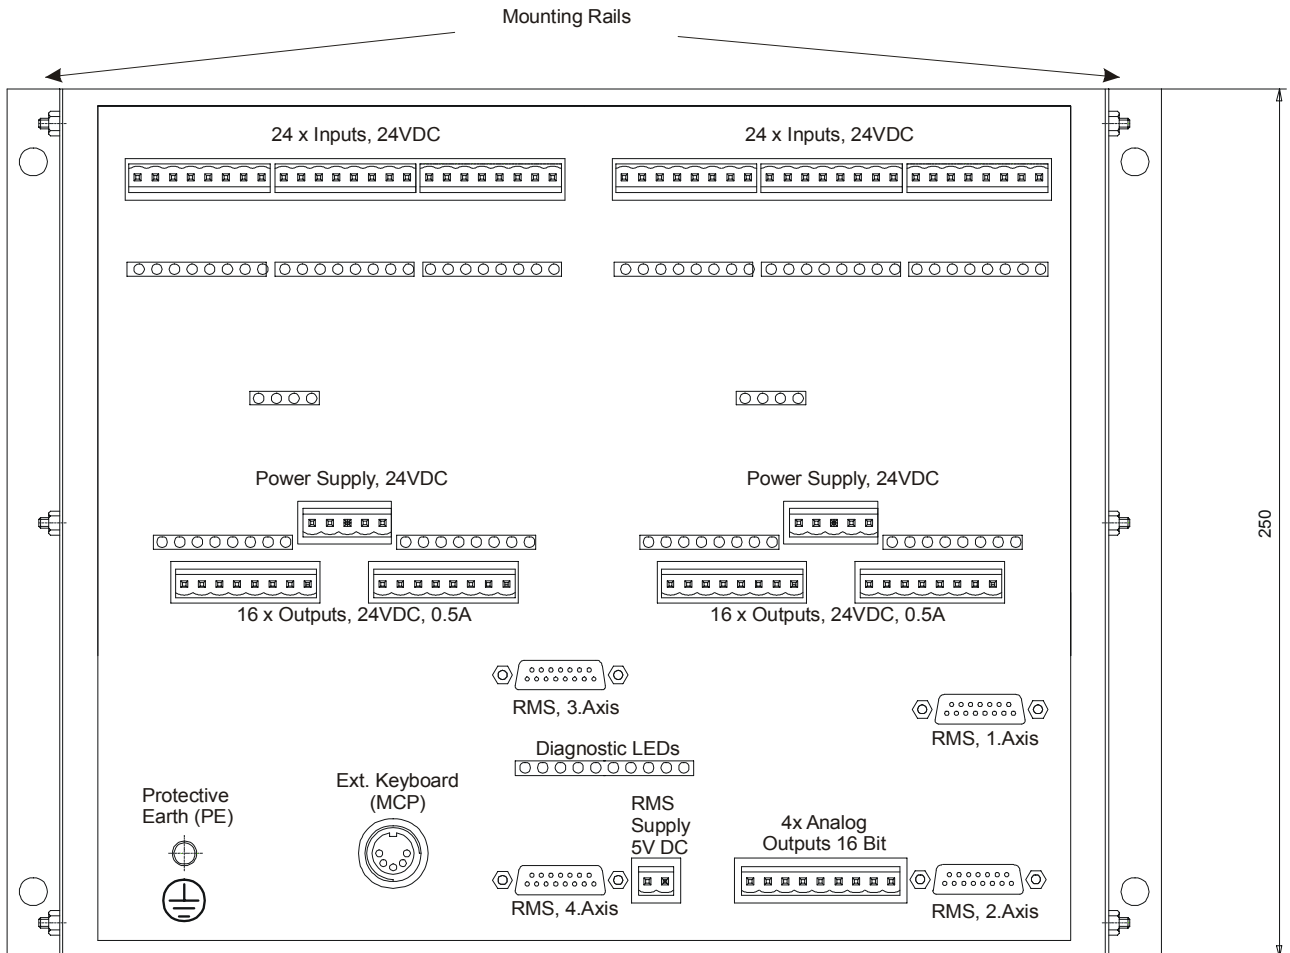 Mounting Rails
24 x Inputs, 24VDC
24 x Inputs, 24VDC
Power Supply, 24VDC
Power Supply, 24VDC
250
16 x Outputs, 24VDC, 0.5A
16 x Outputs, 24VDC, 0.5A
RMS, 3.Axis
RMS, 1.Axis
Diagnostic LEDs
Protective
Earth (PE)
Ext. Keyboard
(MCP)
RMS
Supply
5V DC
4x Analog
Outputs 16 Bit
RMS, 4.Axis
RMS, 2.Axis